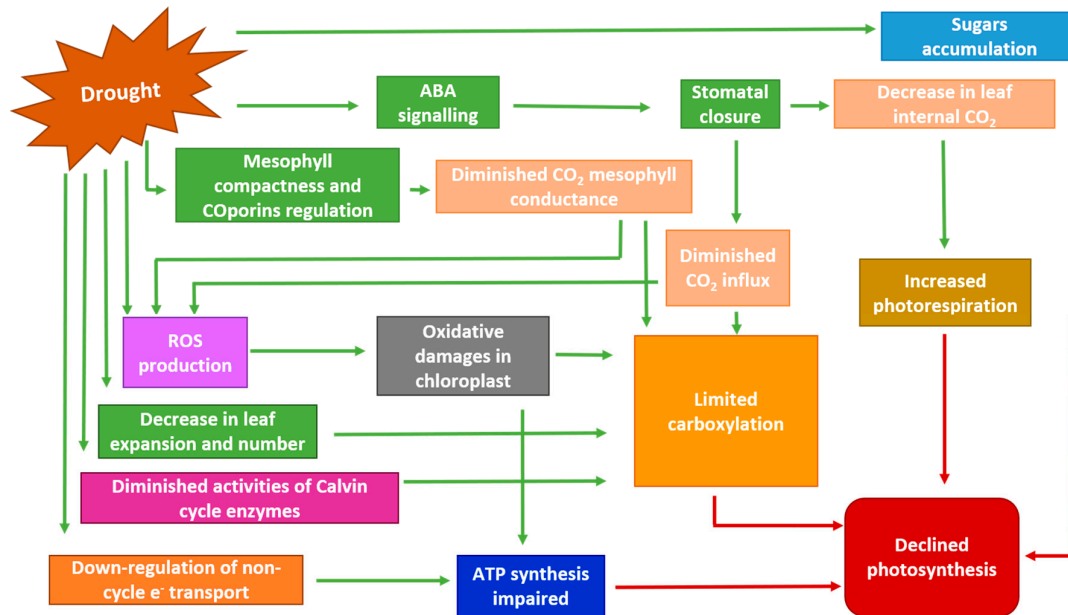 Drought
Sugars
accumulation
ABA
signalling
Stomatal
closure
Decrease in leaf
internal CO₂
Mesophyll
compactness and
COporins regulation
Diminished CO₂ mesophyll
conductance
Diminished
CO₂ influx
Increased
photorespiration
ROS
production
Oxidative
damages in
chloroplast
Limited
carboxylation
Decrease in leaf
expansion and number
Diminished activities of Calvin
cycle enzymes
Down-regulation of non-
cycle e⁻ transport
ATP synthesis
impaired
Declined
photosynthesis